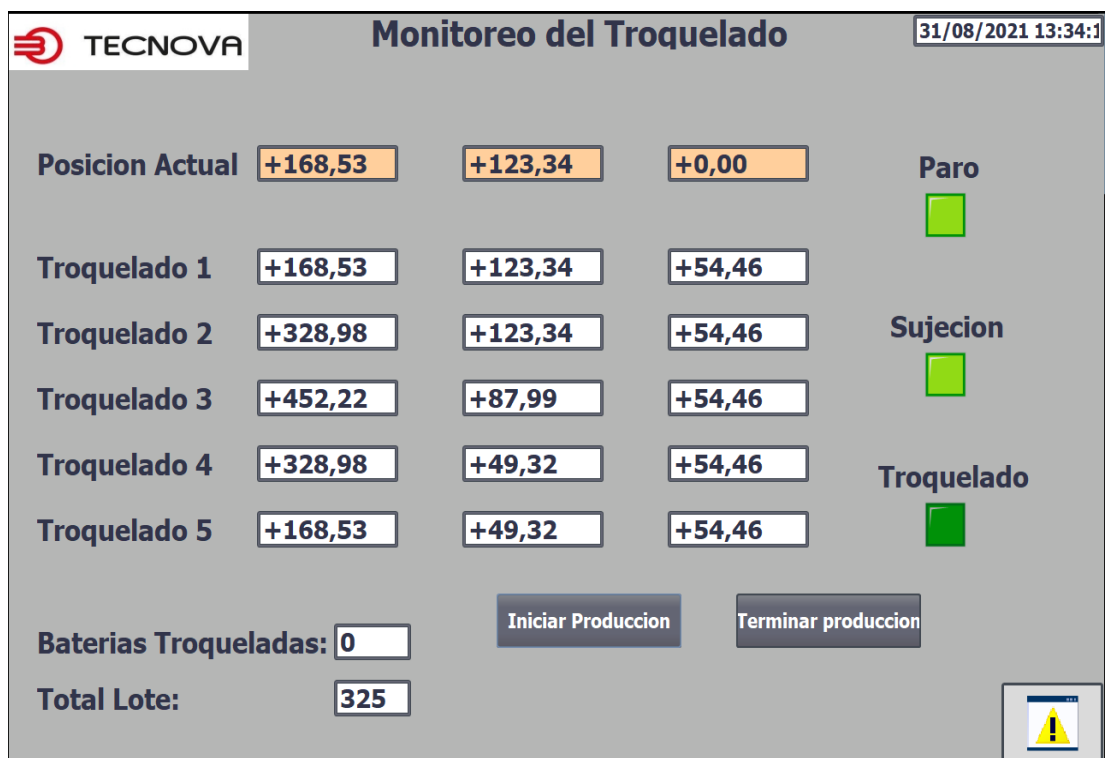 TECNOVA
Monitoreo del Troquelado
31/08/2021 13:34:1
Posicion Actual +168,53 +123,34 +0,00
Paro
Troquelado 1 +168,53 +123,34 +54,46
Troquelado 2 +328,98 +123,34 +54,46
Sujecion
Troquelado 3 +452,22 +87,99 +54,46
Troquelado 4 +328,98 +49,32 +54,46
Troquelado
Troquelado 5 +168,53 +49,32 +54,46
Iniciar Produccion
Terminar produccion
Baterias Troqueladas: 0
Total Lote: 325